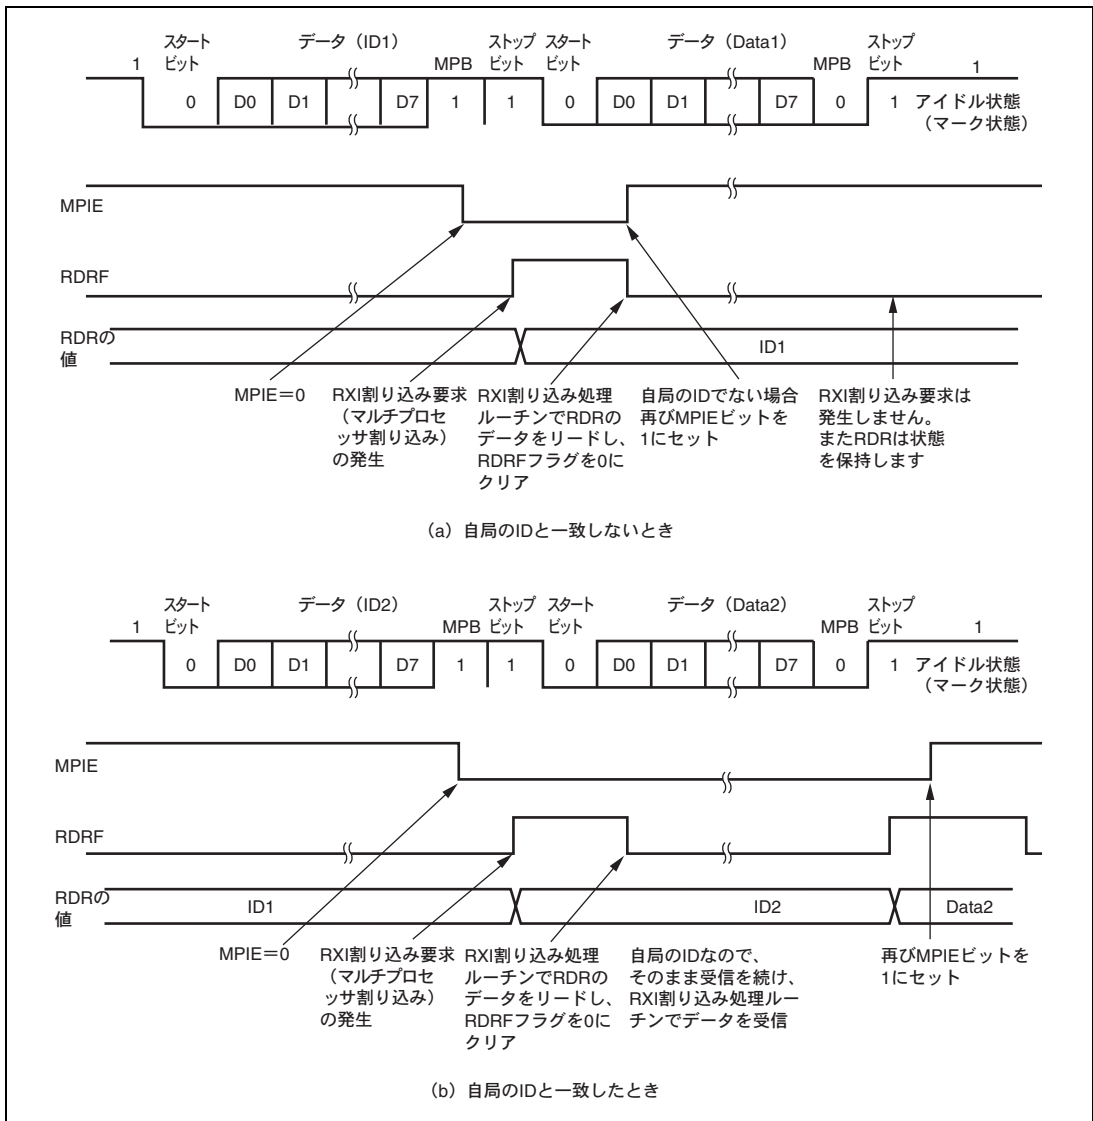 スタート
ビット
データ（ID1）
MPB
ストップ
ビット
スタート
ビット
データ（Data1）
MPB
ストップ
ビット
1
1
0 D0 D1 D7 1 1 0 D0 D1 D7 0 1 アイドル状態
（マーク状態）
MPIE
RDRF
RDRの
値
ID1
MPIE＝0
RXI割り込み要求
（マルチプロセ
ッサ割り込み）
の発生
RXI割り込み処理
ルーチンでRDRの
データをリードし、
RDRFフラグを0に
クリア
自局のIDでない場合
再びMPIEビットを
1にセット
RXI割り込み要求は
発生しません。
またRDRは状態
を保持します
（a）自局のIDと一致しないとき
スタート
ビット
データ（ID2）
MPB
ストップ
ビット
スタート
ビット
データ（Data2）
MPB
ストップ
ビット
1
1
0 D0 D1 D7 1 1 0 D0 D1 D7 0 1 アイドル状態
（マーク状態）
MPIE
RDRF
RDRの
値
ID1
ID2
Data2
MPIE＝0
RXI割り込み要求
（マルチプロセ
ッサ割り込み）
の発生
RXI割り込み処理
ルーチンでRDRの
データをリードし、
RDRFフラグを0に
クリア
自局のIDなので、
そのまま受信を続け、
RXI割り込み処理ルー
チンでデータを受信
再びMPIEビットを
1にセット
（b）自局のIDと一致したとき